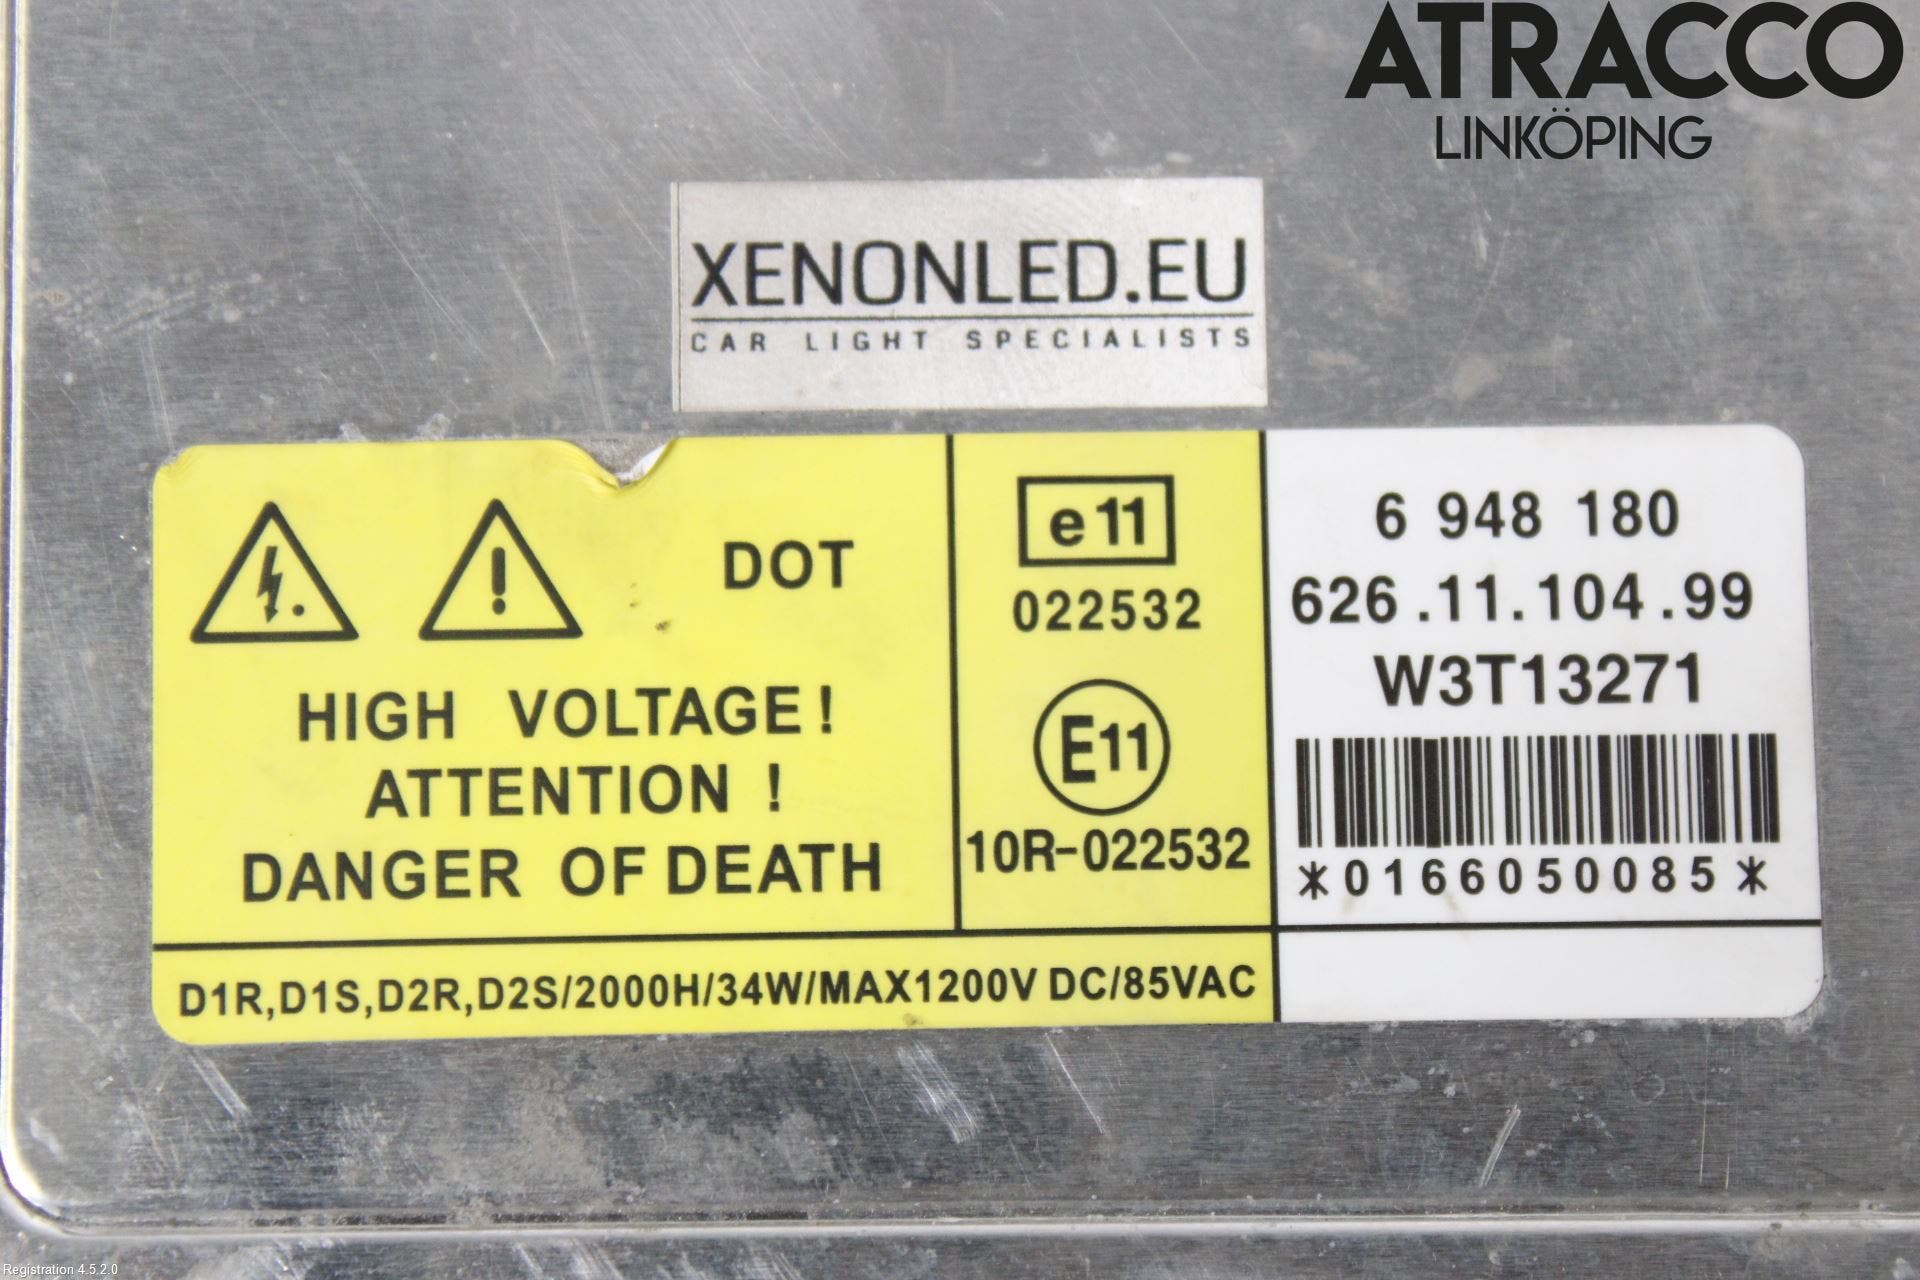 ATRACCO
LINKÖPING
XENONLED.EU
CAR LIGHT SPECIALISTS
DOT
HIGH VOLTAGE!
ATTENTION !
DANGER OF DEATH
e11
022532
E11
10R-022532
6 948 180
626.11.104.99
W3T13271
*0166050085*
D1R,D1S,D2R,D2S/2000H/34W/MAX1200V DC/85VAC
Registration 4.5.2.0